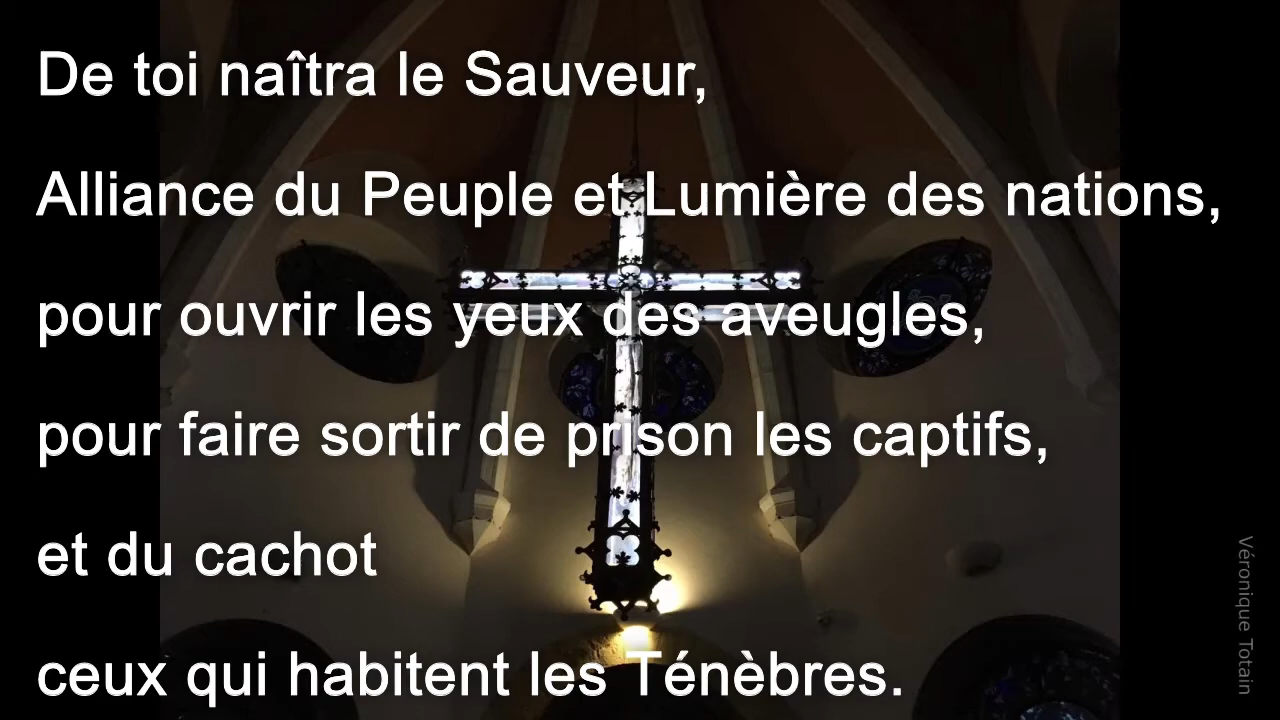 De toi naîtra le Sauveur,
Alliance du Peuple et Lumière des nations,
pour ouvrir les yeux des aveugles,
pour faire sortir de prison les captifs,
et du cachot
ceux qui habitent les Ténèbres.
Véronique Totain